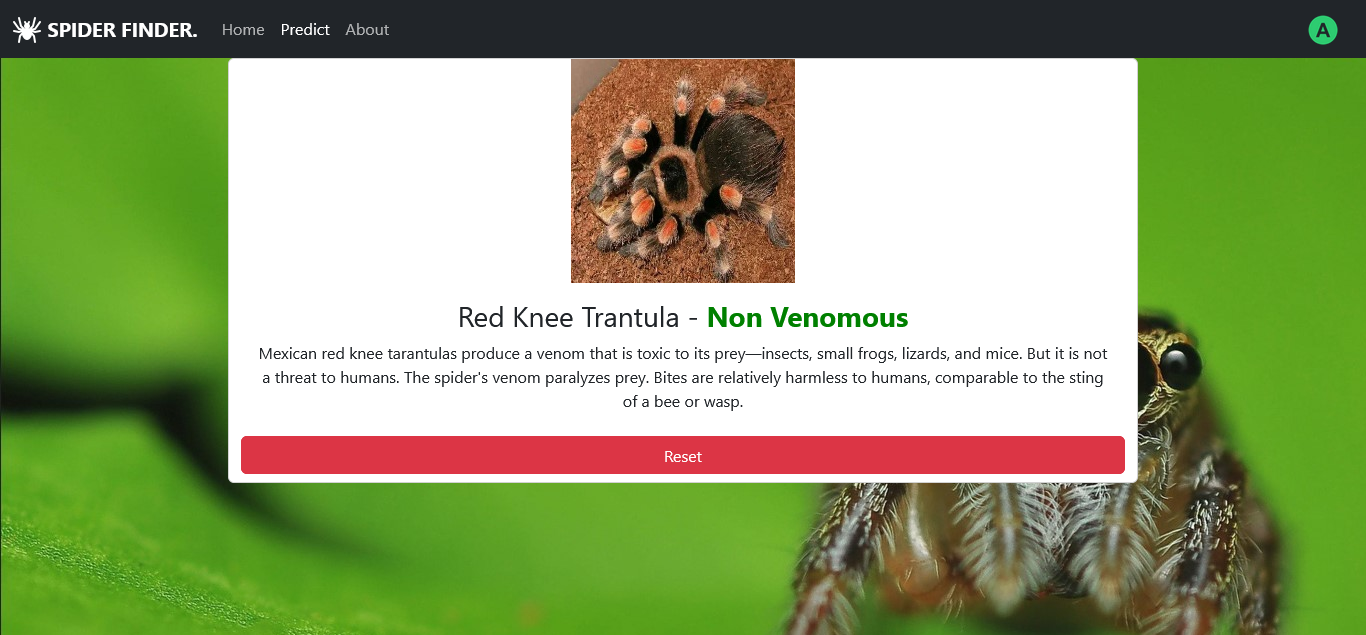 SPIDER FINDER.
Home
Predict
About
A
Red Knee Trantula - Non Venomous
Mexican red knee tarantulas produce a venom that is toxic to its prey—insects, small frogs, lizards, and mice. But it is not
a threat to humans. The spider's venom paralyzes prey. Bites are relatively harmless to humans, comparable to the sting
of a bee or wasp.
Reset